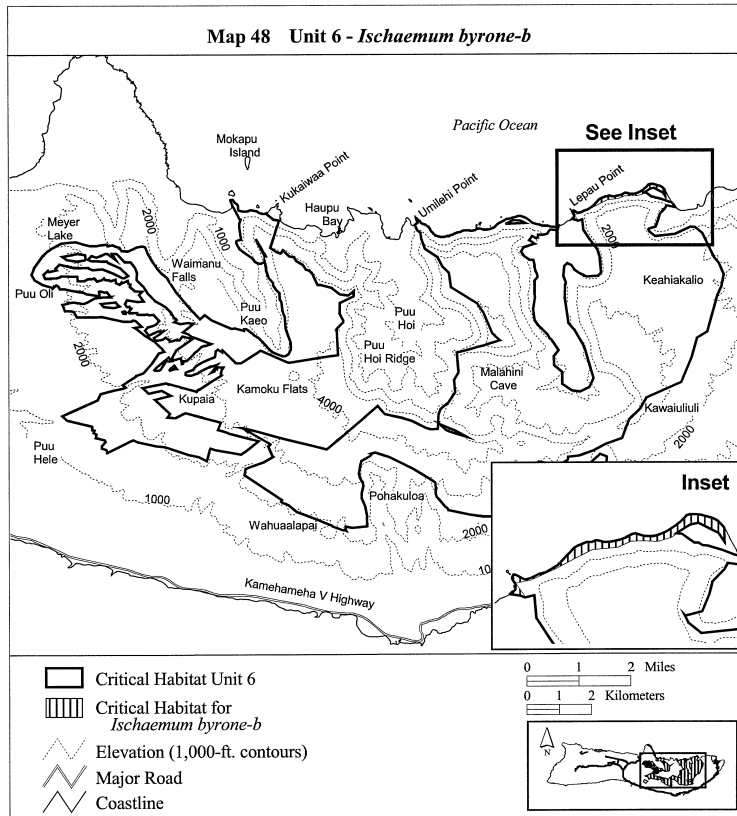 Map 48 Unit 6 - Ischaemum byrone-b
Pacific Ocean
See Inset
Mokapu
Island
Kukaiwaa Point
Lepau Point
Haupu
Bay
Umilehi Point
Meyer
Lake
2000
1000
2000
Waimanu
Falls
Keahiakalio
Puu Oli
Puu
Kaeo
Puu
Hoi
Puu
Hoi Ridge
2000
Malahini
Cave
Kupaia
Kamoku Flats
4000
Kawaiuliuli
2000
Puu
Hele
1000
Pohakuloa
Wahuaalapai
2000
10
Inset
Kamehameha V Highway
Critical Habitat Unit 6
Critical Habitat for
Ischaemum byrone-b
Elevation (1,000-ft. contours)
Major Road
Coastline
0 1 2 Miles
0 1 2 Kilometers
N